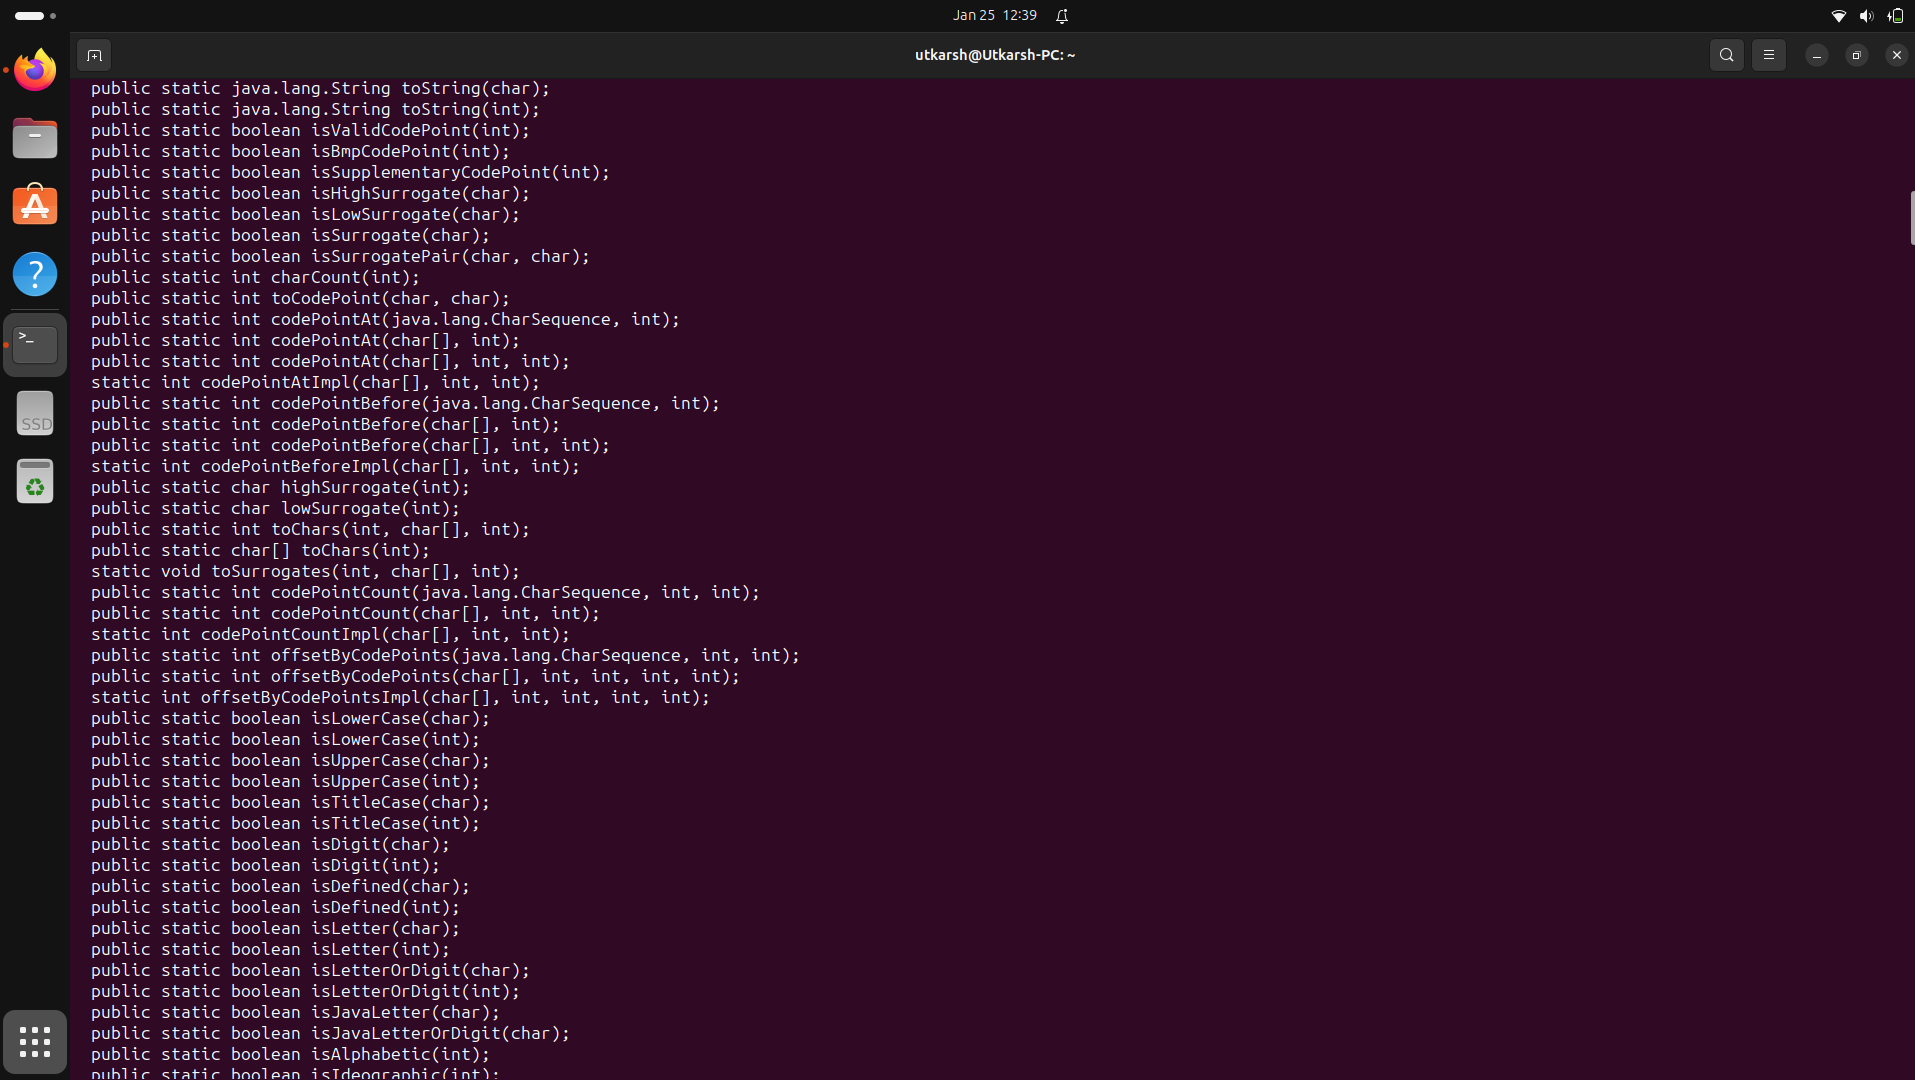 Jan 25 12:39
utkarsh@Utkarsh-PC: ~
public static java.lang.String toString(char);
public static java.lang.String toString(int);
public static boolean isValidCodePoint(int);
public static boolean isBmpCodePoint(int);
public static boolean isSupplementaryCodePoint(int);
public static boolean isHighSurrogate(char);
public static boolean isLowSurrogate(char);
public static boolean isSurrogate(char);
public static boolean isSurrogatePair(char, char);
public static int charCount(int);
public static int toCodePoint(char, char);
public static int codePointAt(java.lang.CharSequence, int);
public static int codePointAt(char[], int);
public static int codePointAt(char[], int, int);
static int codePointAtImpl(char[], int, int);
public static int codePointBefore(java.lang.CharSequence, int);
public static int codePointBefore(char[], int);
public static int codePointBefore(char[], int, int);
static int codePointBeforeImpl(char[], int, int);
public static char highSurrogate(int);
public static char lowSurrogate(int);
public static int toChars(int, char[], int);
public static char[] toChars(int);
static void toSurrogates(int, char[], int);
public static int codePointCount(java.lang.CharSequence, int, int);
public static int codePointCount(char[], int, int);
static int codePointCountImpl(char[], int, int);
public static int offsetByCodePoints(java.lang.CharSequence, int, int);
public static int offsetByCodePoints(char[], int, int, int, int);
static int offsetByCodePointsImpl(char[], int, int, int, int);
public static boolean isLowerCase(char);
public static boolean isLowerCase(int);
public static boolean isUpperCase(char);
public static boolean isUpperCase(int);
public static boolean isTitleCase(char);
public static boolean isTitleCase(int);
public static boolean isDigit(char);
public static boolean isDigit(int);
public static boolean isDefined(char);
public static boolean isDefined(int);
public static boolean isLetter(char);
public static boolean isLetter(int);
public static boolean isLetterOrDigit(char);
public static boolean isLetterOrDigit(int);
public static boolean isJavaLetter(char);
public static boolean isJavaLetterOrDigit(char);
public static boolean isAlphabetic(int);
public static boolean isIdeographic(int);
>_
SSD